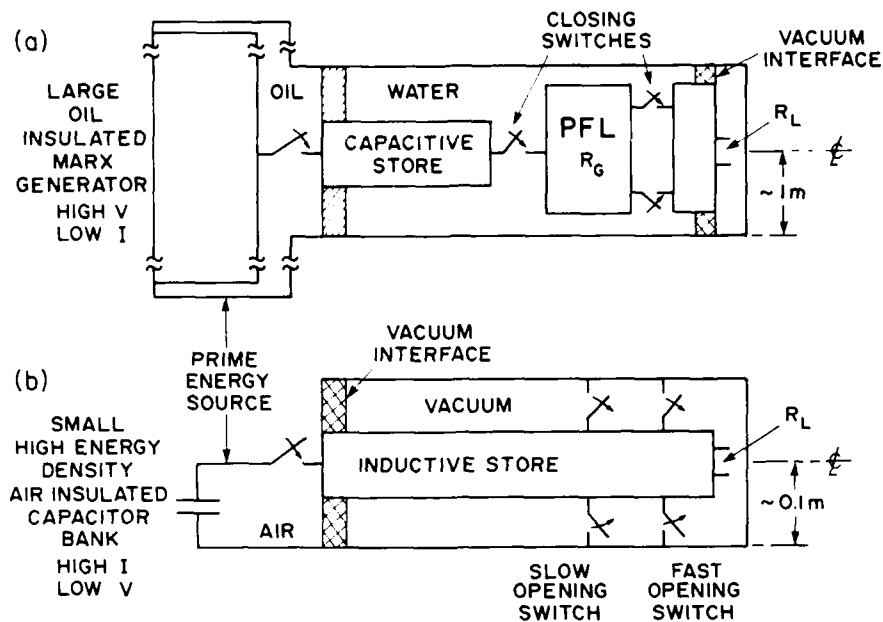 (a)
LARGE
OIL
INSULATED
MARX
GENERATOR
HIGH V
LOW I
OIL
WATER
CAPACITIVE
STORE
CLOSING
SWITCHES
PFL
R_G
VACUUM
INTERFACE
R_L
℄
~1m
PRIME
ENERGY
SOURCE
(b)
SMALL
HIGH ENERGY
DENSITY
AIR INSULATED
CAPACITOR
BANK
HIGH I
LOW V
AIR
VACUUM
INTERFACE
VACUUM
INDUCTIVE STORE
R_L
℄
~0.1m
SLOW
OPENING
SWITCH
FAST
OPENING
SWITCH